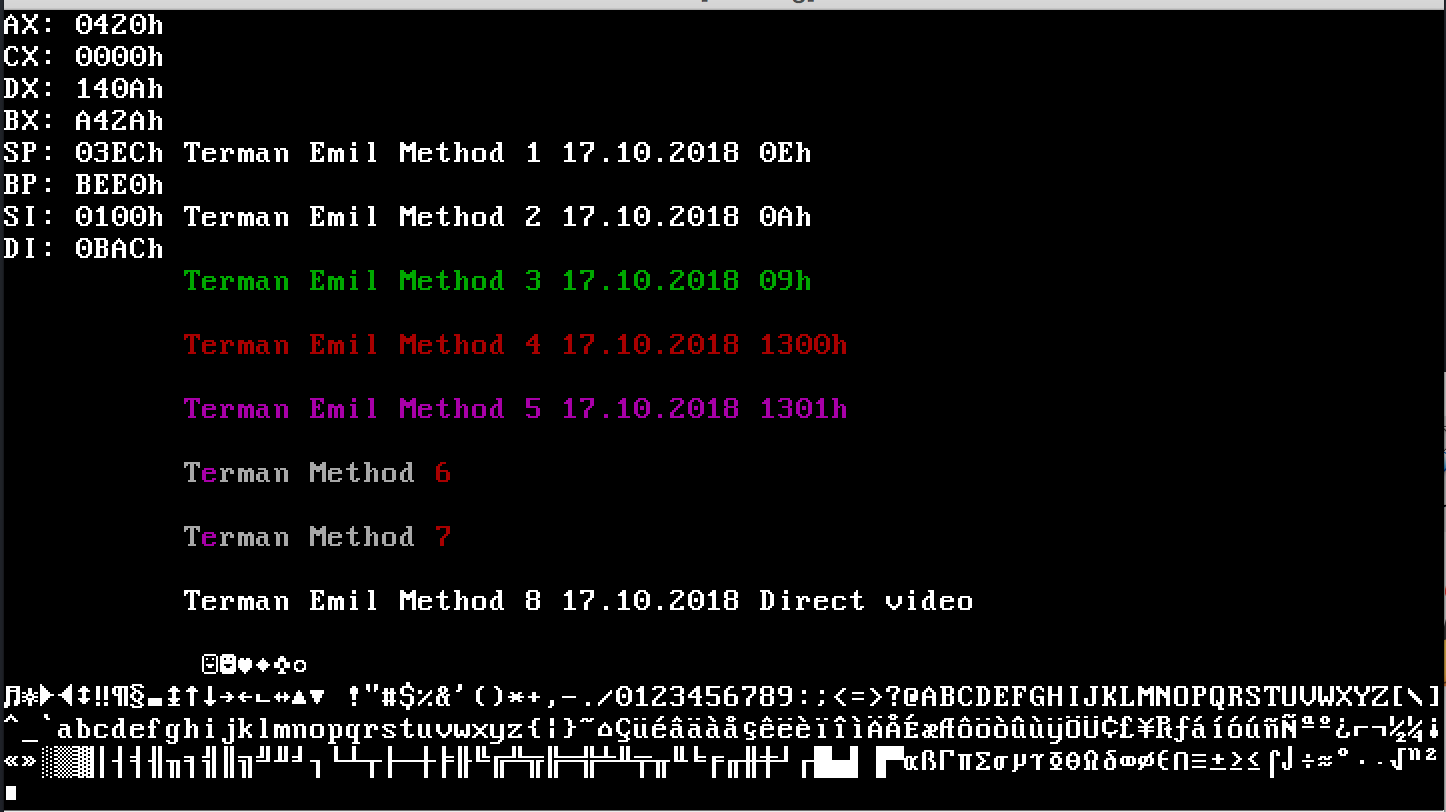 AX: 0420h
CX: 0000h
DX: 140Ah
BX: A42Ah
SP: 03ECh Terman Emil Method 1 17.10.2018 0Eh
BP: BEE0h
SI: 0100h Terman Emil Method 2 17.10.2018 0Ah
DI: 0BACh
Terman Emil Method 3 17.10.2018 09h
Terman Emil Method 4 17.10.2018 1300h
Terman Emil Method 5 17.10.2018 1301h
Terman Method 6
Terman Method 7
Terman Emil Method 8 17.10.2018 Direct video
☺☻♥♦♣○
♫☼►◄↕‼¶§▬↨↑↓→←∟↔▲▼ !"#$%&'()*+,-./0123456789:;<=>?@ABCDEFGHIJKLMNOPQRSTUVWXYZ[\]
^_`abcdefghijklmnopqrstuvwxyz{|}~⌂ÇüéâäàåçêëèïîìÄÅÉæÆôöòûùÿÖÜ¢£¥₧ƒáíóúñÑªº¿⌐¬½¼¡
«»░▒▓│┤╡╢╖╕╣║╗╝╜╛┐└┴┬├─┼╞╟╚╔╩╦╠═╬╧╨╤╥╙╘╒╓╫╪┘┌█▄▌▐▀αßΓπΣσµτΦΘΩδ∞φε∩≡±≥≤⌠⌡÷≈°∙·√ⁿ²
■